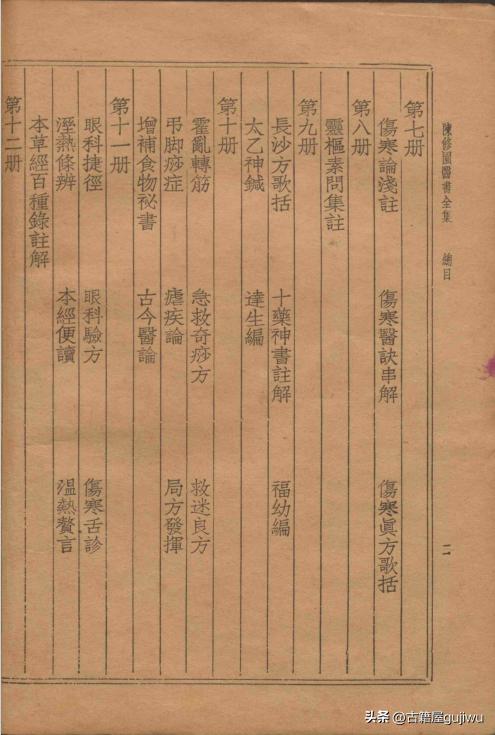 陳修園醫書全集 總目 二
第七册
傷寒論淺註 傷寒醫訣串解 傷寒眞方歌括
第八册
靈樞素問集註
第九册
長沙方歌括 十藥神書註解 福幼編
太乙神鍼 達生編
第十册
霍亂轉筋 急救奇痧方 救迷良方
弔脚痧症 瘧疾論 局方發揮
增補食物祕書 古今醫論
第十一册
眼科捷徑 眼科驗方 傷寒舌診
溼熱條辨 本經便讀 温熱贅言
本草經百種錄註解
第十二册
头条 @古籍屋gujiwu